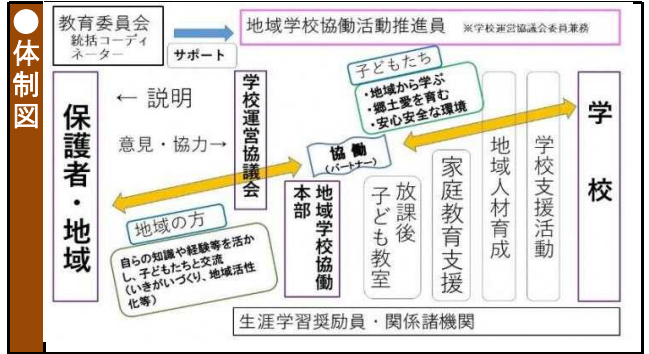 ●体制図
教育委員会
統括コーディ
ネーター
サポート
地域学校協働活動推進員 ※学校運営協議会委員兼務
子どもたち
・地域から学ぶ
・郷土愛を育む
・安心安全な環境
← 説明
意見・協力→
学校運営協議会
保護者・地域
協働
(パートナー)
地域の方
自らの知識や経験等を活か
し、子どもたちと交流
(いきがいづくり、地域活性
化等)
地域学校協働
本部
放課後
子ども教室
家庭教育支援
地域人材育成
学校支援活動
学校
生涯学習奨励員・関係諸機関